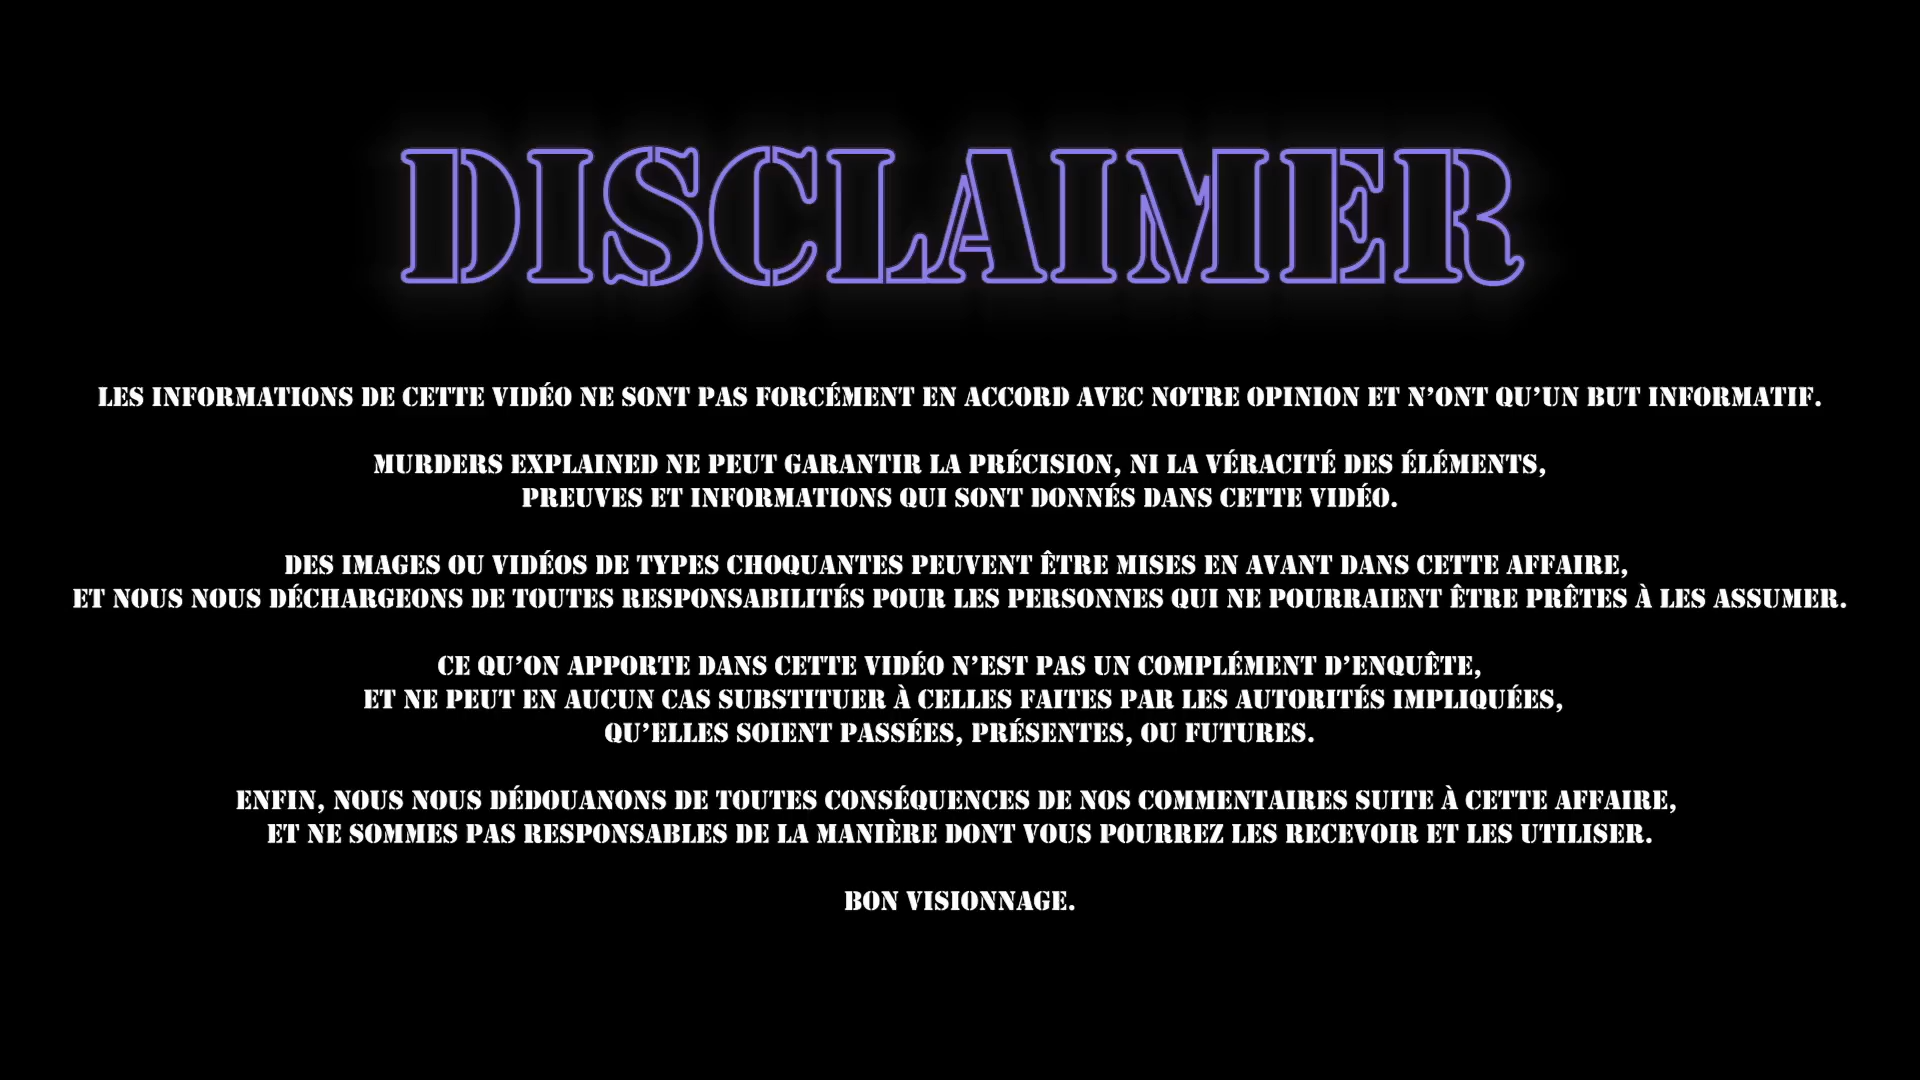 DISCLAIMER
LES INFORMATIONS DE CETTE VIDÉO NE SONT PAS FORCÉMENT EN ACCORD AVEC NOTRE OPINION ET N'ONT QU'UN BUT INFORMATIF.
MURDERS EXPLAINED NE PEUT GARANTIR LA PRÉCISION, NI LA VÉRACITÉ DES ÉLÉMENTS,
PREUVES ET INFORMATIONS QUI SONT DONNÉS DANS CETTE VIDÉO.
DES IMAGES OU VIDÉOS DE TYPES CHOQUANTES PEUVENT ÊTRE MISES EN AVANT DANS CETTE AFFAIRE,
ET NOUS NOUS DÉCHARGEONS DE TOUTES RESPONSABILITÉS POUR LES PERSONNES QUI NE POURRAIENT ÊTRE PRÊTES À LES ASSUMER.
CE QU'ON APPORTE DANS CETTE VIDÉO N'EST PAS UN COMPLÉMENT D'ENQUÊTE,
ET NE PEUT EN AUCUN CAS SUBSTITUER À CELLES FAITES PAR LES AUTORITÉS IMPLIQUÉES,
QU'ELLES SOIENT PASSÉES, PRÉSENTES, OU FUTURES.
ENFIN, NOUS NOUS DÉDOUANONS DE TOUTES CONSÉQUENCES DE NOS COMMENTAIRES SUITE À CETTE AFFAIRE,
ET NE SOMMES PAS RESPONSABLES DE LA MANIÈRE DONT VOUS POURREZ LES RECEVOIR ET LES UTILISER.
BON VISIONNAGE.